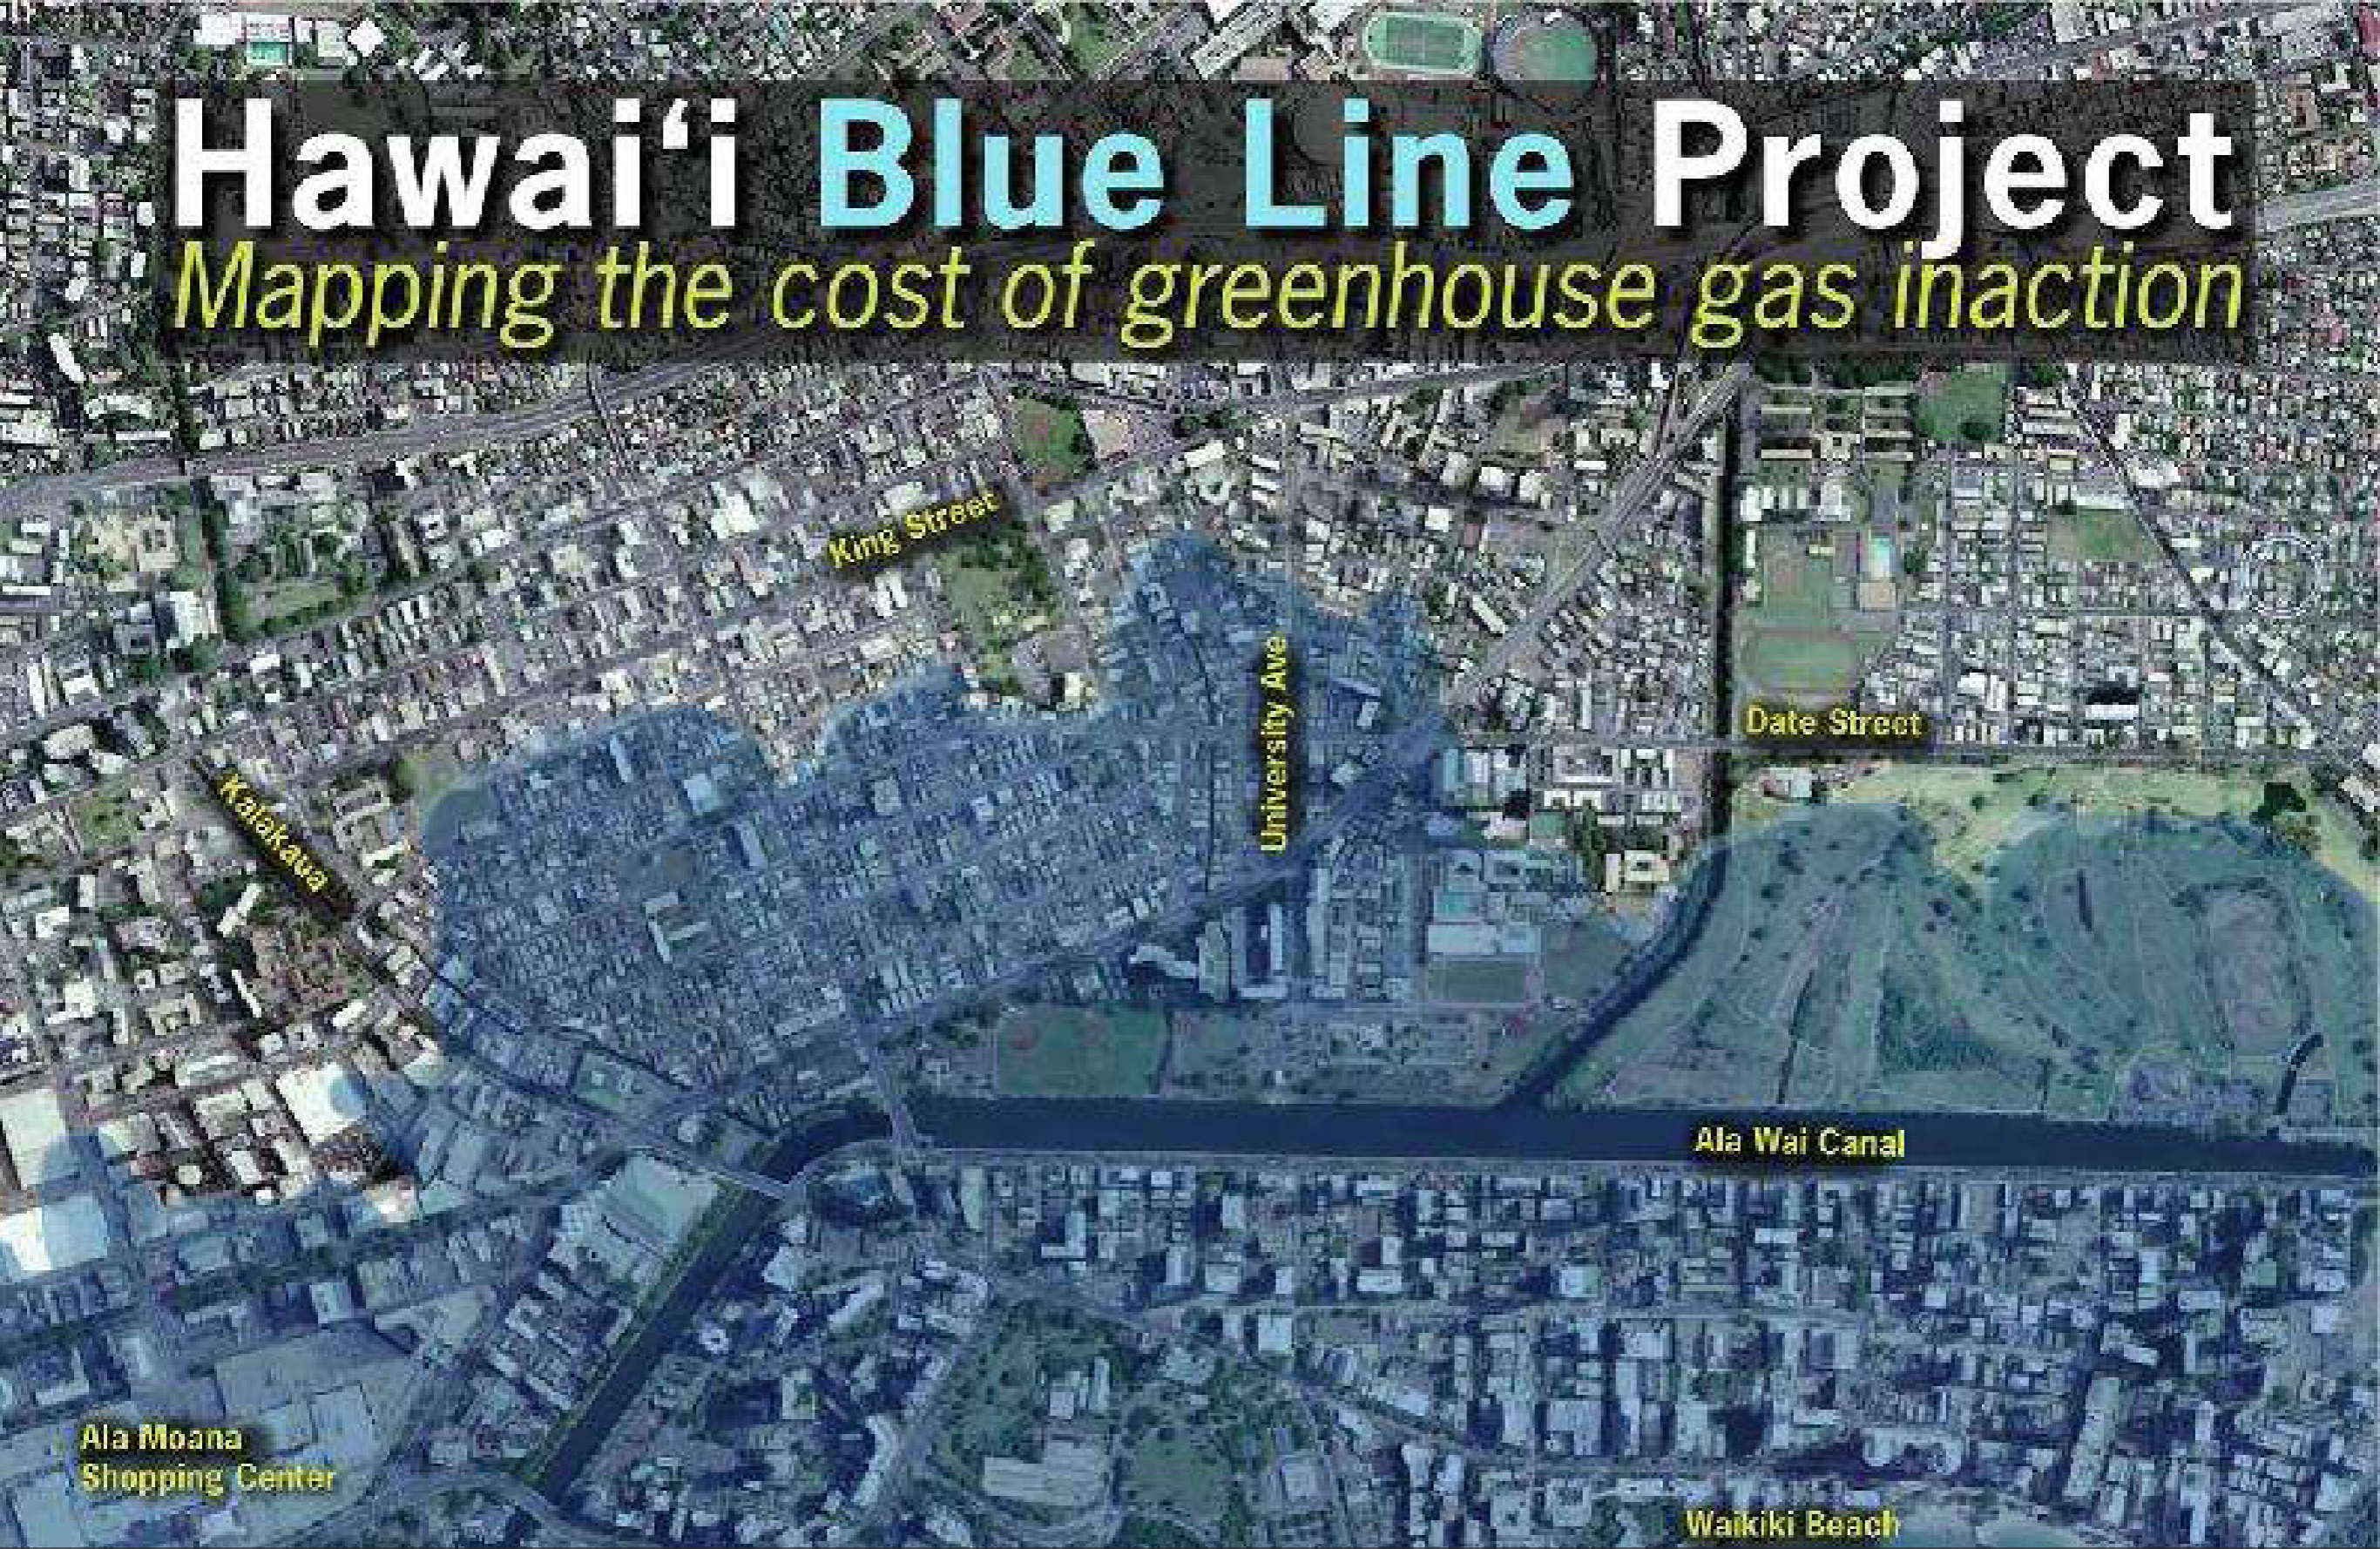 Hawai‘i Blue Line Project
Mapping the cost of greenhouse gas inaction
King Street
University Ave
Date Street
Kalakaua
Ala Wai Canal
Ala Moana
Shopping Center
Waikiki Beach